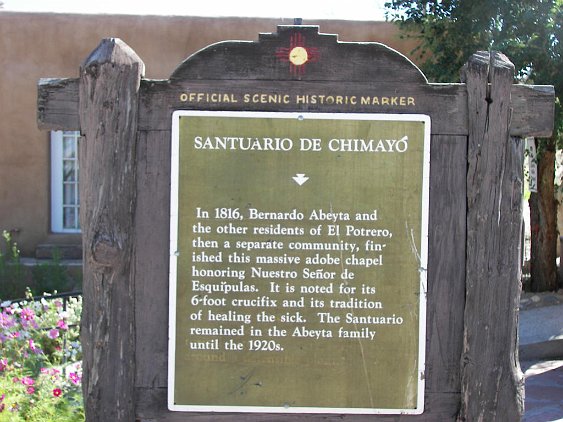 OFFICIAL SCENIC HISTORIC MARKER
SANTUARIO DE CHIMAYÓ
In 1816, Bernardo Abeyta and
the other residents of El Potrero,
then a separate community, fin-
ished this massive adobe chapel
honoring Nuestro Señor de
Esquípulas. It is noted for its
6-foot crucifix and its tradition
of healing the sick. The Santuario
remained in the Abeyta family
until the 1920s.
around